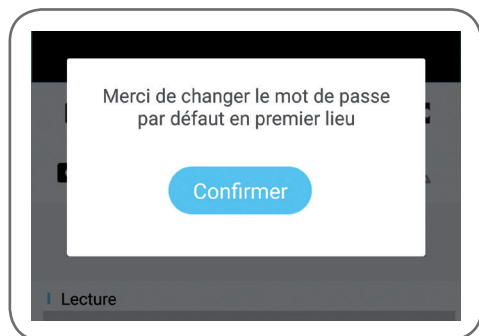 Merci de changer le mot de passe
par défaut en premier lieu
Confirmer
Lecture